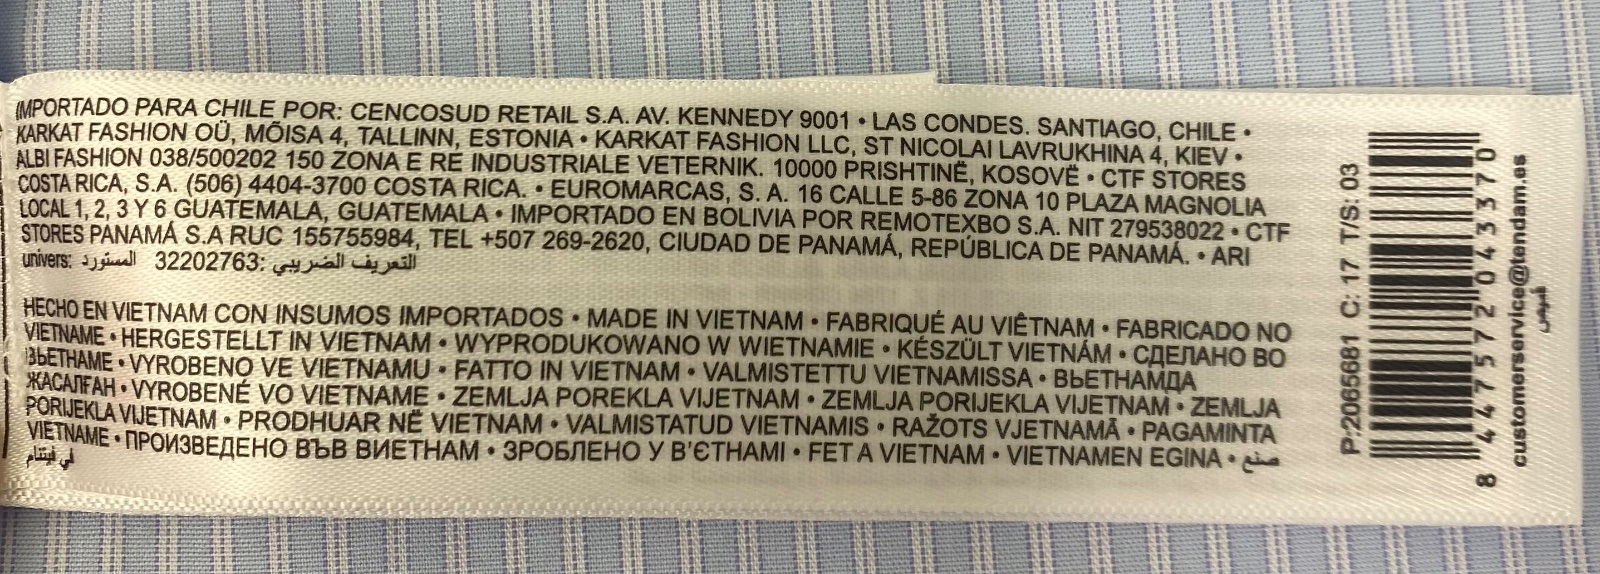 IMPORTADO PARA CHILE POR: CENCOSUD RETAIL S.A. AV. KENNEDY 9001 • LAS CONDES. SANTIAGO, CHILE •
KARKAT FASHION OÜ, MÕISA 4, TALLINN, ESTONIA • KARKAT FASHION LLC, ST NICOLAI LAVRUKHINA 4, KIEV •
ALBI FASHION 038/500202 150 ZONA E RE INDUSTRIALE VETERNIK. 10000 PRISHTINË, KOSOVË • CTF STORES
COSTA RICA, S.A. (506) 4404-3700 COSTA RICA. • EUROMARCAS, S. A. 16 CALLE 5-86 ZONA 10 PLAZA MAGNOLIA
LOCAL 1, 2, 3 Y 6 GUATEMALA, GUATEMALA • IMPORTADO EN BOLIVIA POR REMOTEXBO S.A. NIT 279538022 • CTF
STORES PANAMÁ S.A RUC 155755984, TEL +507 269-2620, CIUDAD DE PANAMÁ, REPÚBLICA DE PANAMÁ. • ARI
univers: المستورد 32202763: التعريف الضريبي
HECHO EN VIETNAM CON INSUMOS IMPORTADOS • MADE IN VIETNAM • FABRIQUÉ AU VIÊTNAM • FABRICADO NO
VIETNAME • HERGESTELLT IN VIETNAM • WYPRODUKOWANO W WIETNAMIE • KÉSZÜLT VIETNÁM • СДЕЛАНО ВО
ВЬЕТНАМЕ • VYROBENO VE VIETNAMU • FATTO IN VIETNAM • VALMISTETTU VIETNAMISSA • ВЬЕТНАМДА
ЖАСАЛҒАН • VYROBENÉ VO VIETNAME • ZEMLJA POREKLA VIJETNAM • ZEMLJA PORIJEKLA VIJETNAM • ZEMLJA
PORIJEKLA VIJETNAM • PRODHUAR NË VIETNAM • VALMISTATUD VIETNAMIS • RAŽOTS VJETNAMĀ • PAGAMINTA
VIETNAME • ПРОИЗВЕДЕНО ВЪВ ВИЕТНАМ • ЗРОБЛЕНО У В'ЄТНАМІ • FET A VIETNAM • VIETNAMEN EGINA • صنع
في فيتنام
P.2065681 C: 17 T/S: 03
8 447572 043370
customerservice@tendam.es
قميص